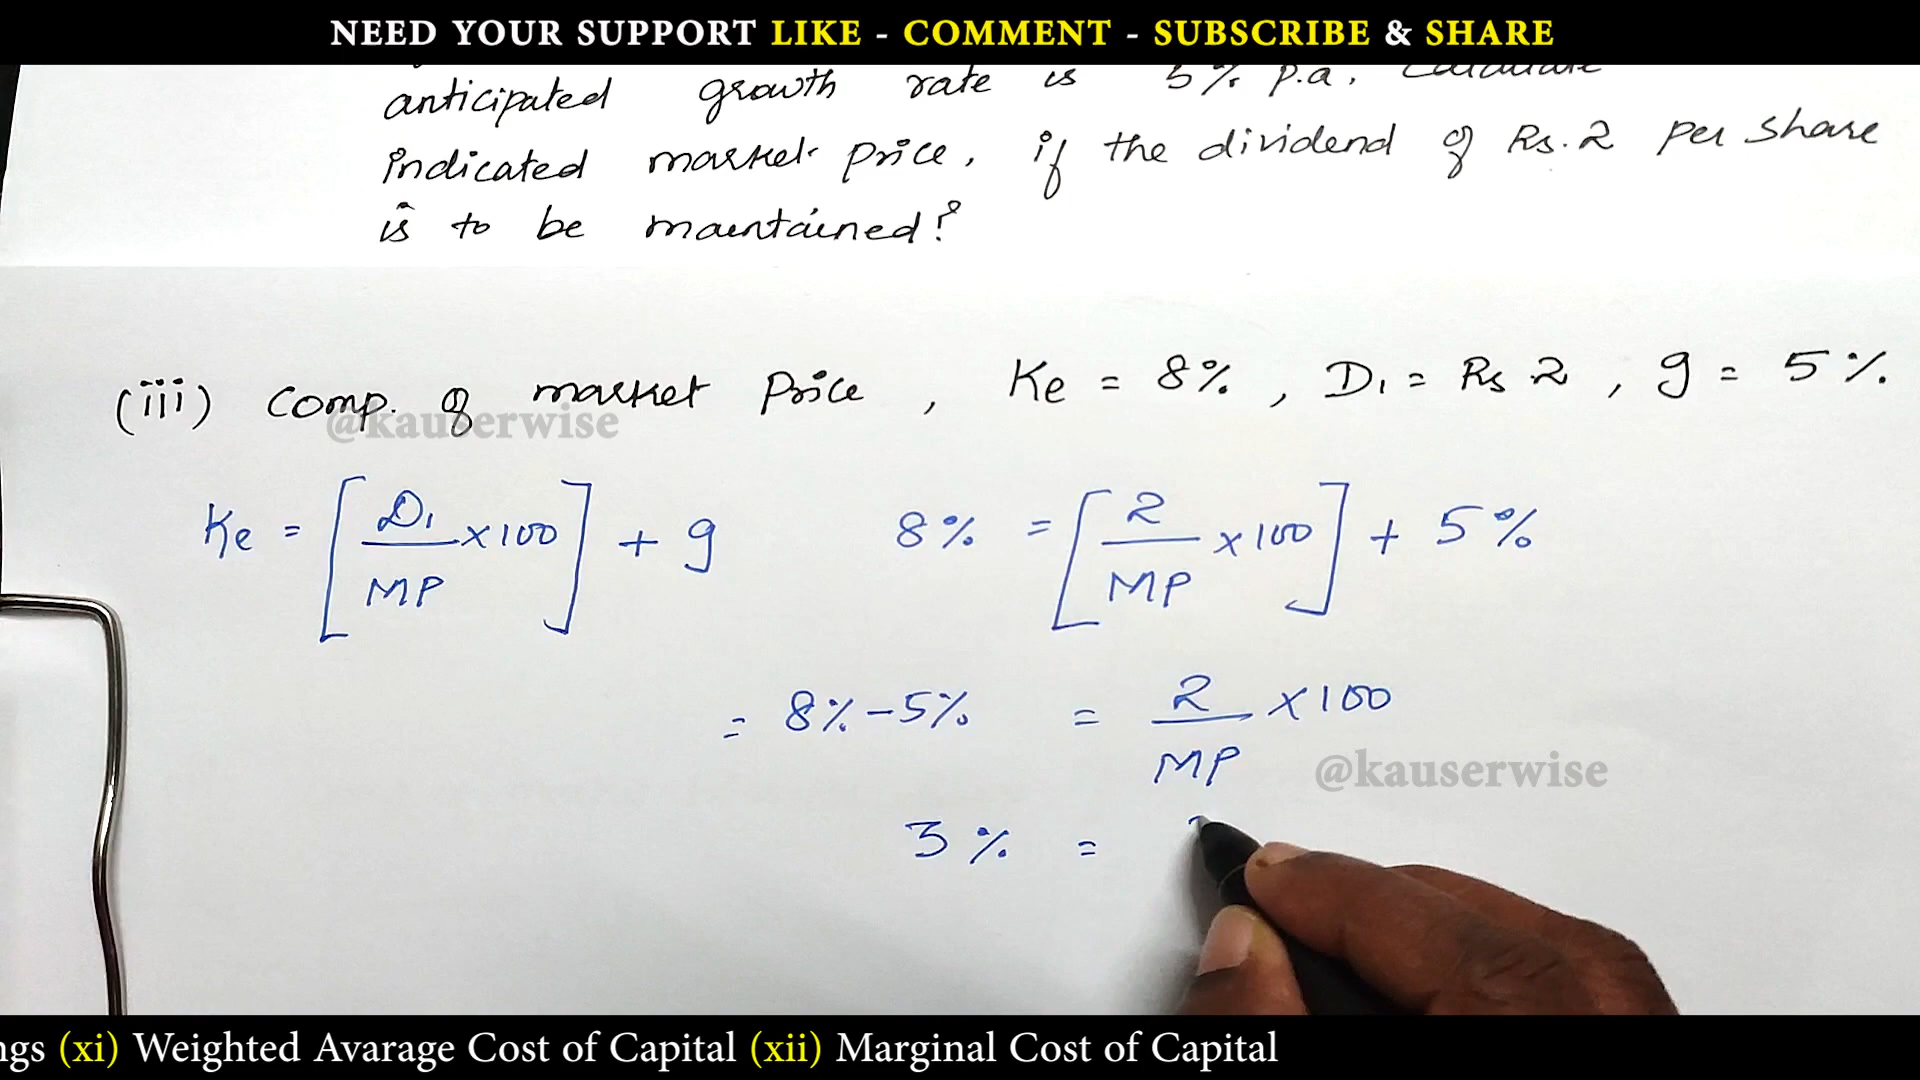 NEED YOUR SUPPORT LIKE - COMMENT - SUBSCRIBE & SHARE
anticipated growth rate is 5% p.a. Calculate
indicated market price, if the dividend of Rs.2 per share
is to be maintained?
(iii) Comp. of market Price, Ke = 8%, D1 = Rs 2, g = 5%.
@kauserwise
Ke = [D1/MP x100] + g 8% = [2/MP x100] + 5%
= 8% - 5% = 2/MP x100
@kauserwise
3% =
ngs (xi) Weighted Avarage Cost of Capital (xii) Marginal Cost of Capital